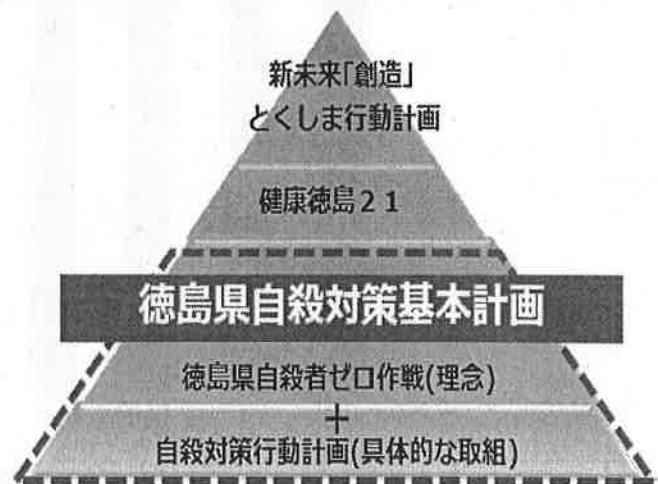 新未来「創造」
とくしま行動計画
健康徳島２１
徳島県自殺対策基本計画
徳島県自殺者ゼロ作戦(理念)
＋
自殺対策行動計画(具体的な取組)